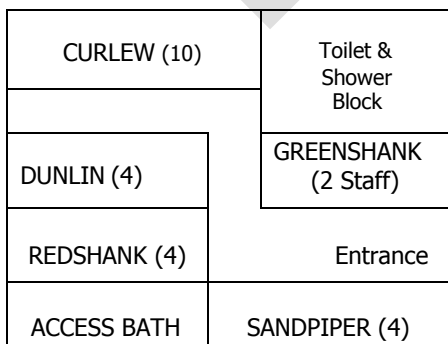 CURLEW (10)
Toilet &
Shower
Block
DUNLIN (4)
GREENSHANK
(2 Staff)
REDSHANK (4)
Entrance
ACCESS BATH
SANDPIPER (4)